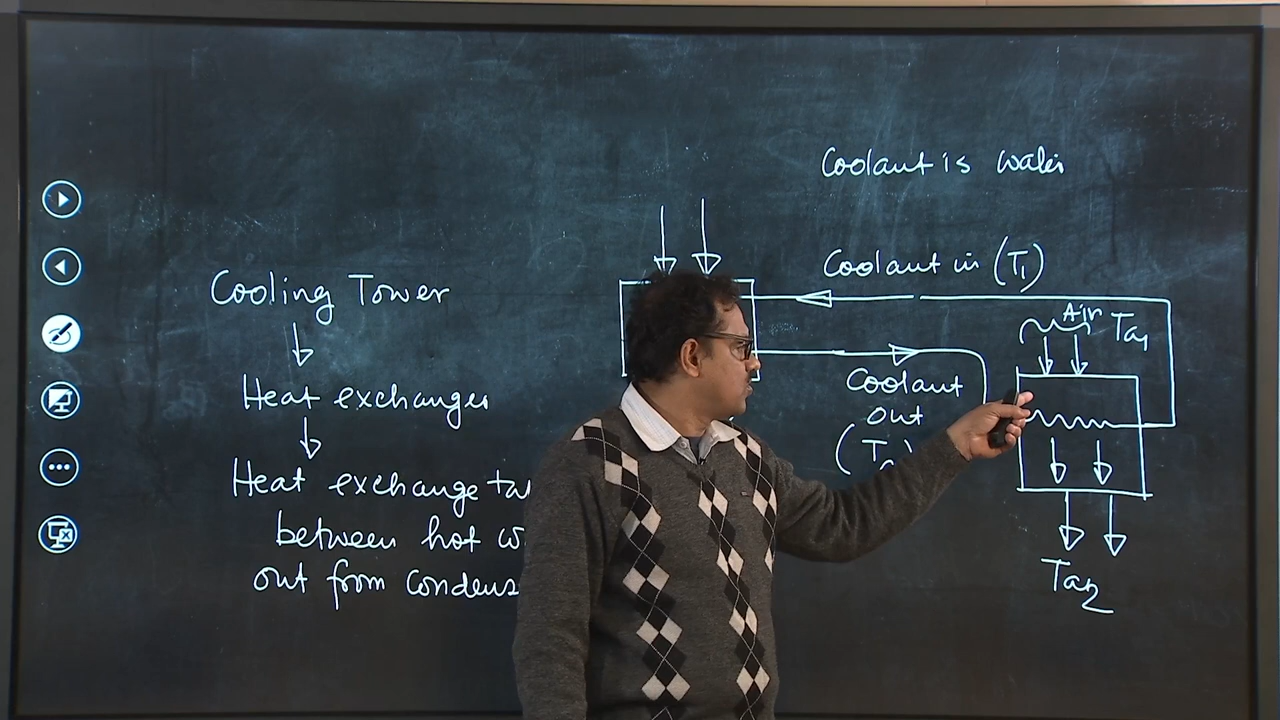 Coolant is water
Cooling Tower
Heat exchanger
Heat exchange
between hot
out from
Coolant in (T1)
Air Ta1
Coolant
out
Ta2